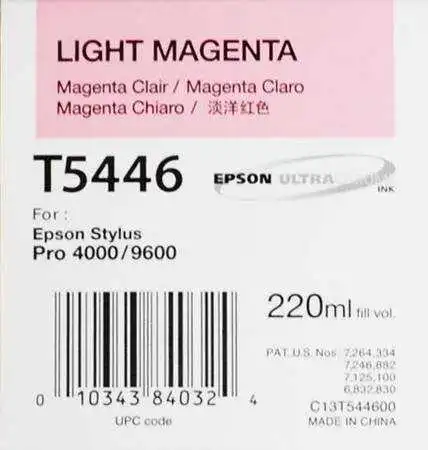 LIGHT MAGENTA
Magenta Clair / Magenta Claro
Magenta Chiaro / 淡洋红色
T5446
EPSON ULTRA
INK
For :
Epson Stylus
Pro 4000/9600
220ml fill vol.
PAT.U.S. Nos: 7,264,334
7,246,882
7,125,100
6,832,830
0 10343 84032 4
UPC code
C13T544600
MADE IN CHINA